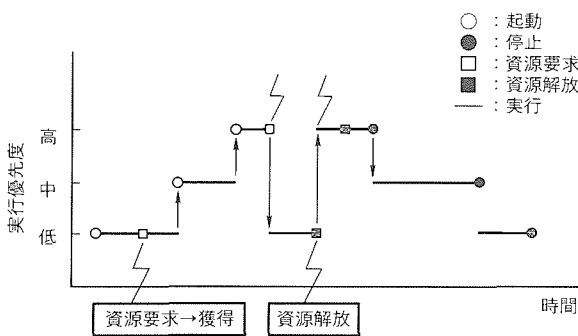 ○：起動
●：停止
□：資源要求
■：資源解放
―：実行
実行優先度
高
中
低
資源要求→獲得
資源解放
時間